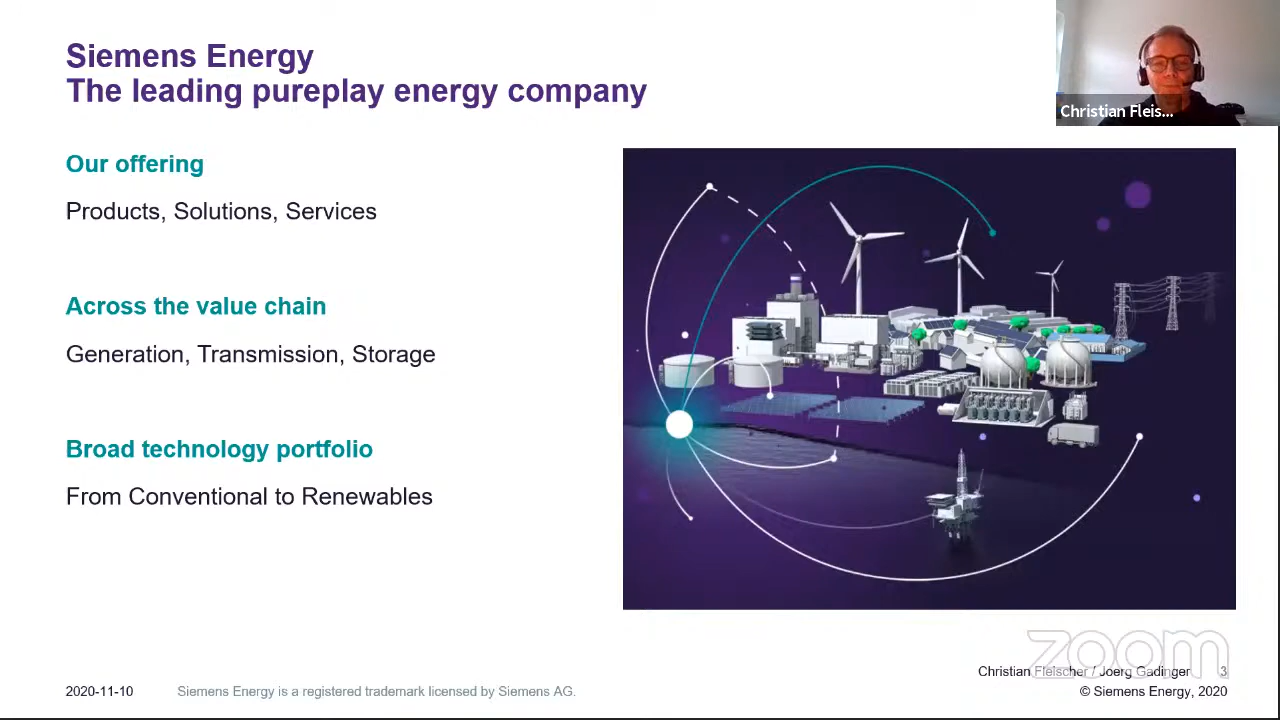 Siemens Energy
The leading pureplay energy company
Christian Fleis...
Our offering
Products, Solutions, Services
Across the value chain
Generation, Transmission, Storage
Broad technology portfolio
From Conventional to Renewables
zoom
Christian Fleischer / Joerg Gadinger 3
2020-11-10 Siemens Energy is a registered trademark licensed by Siemens AG. © Siemens Energy, 2020